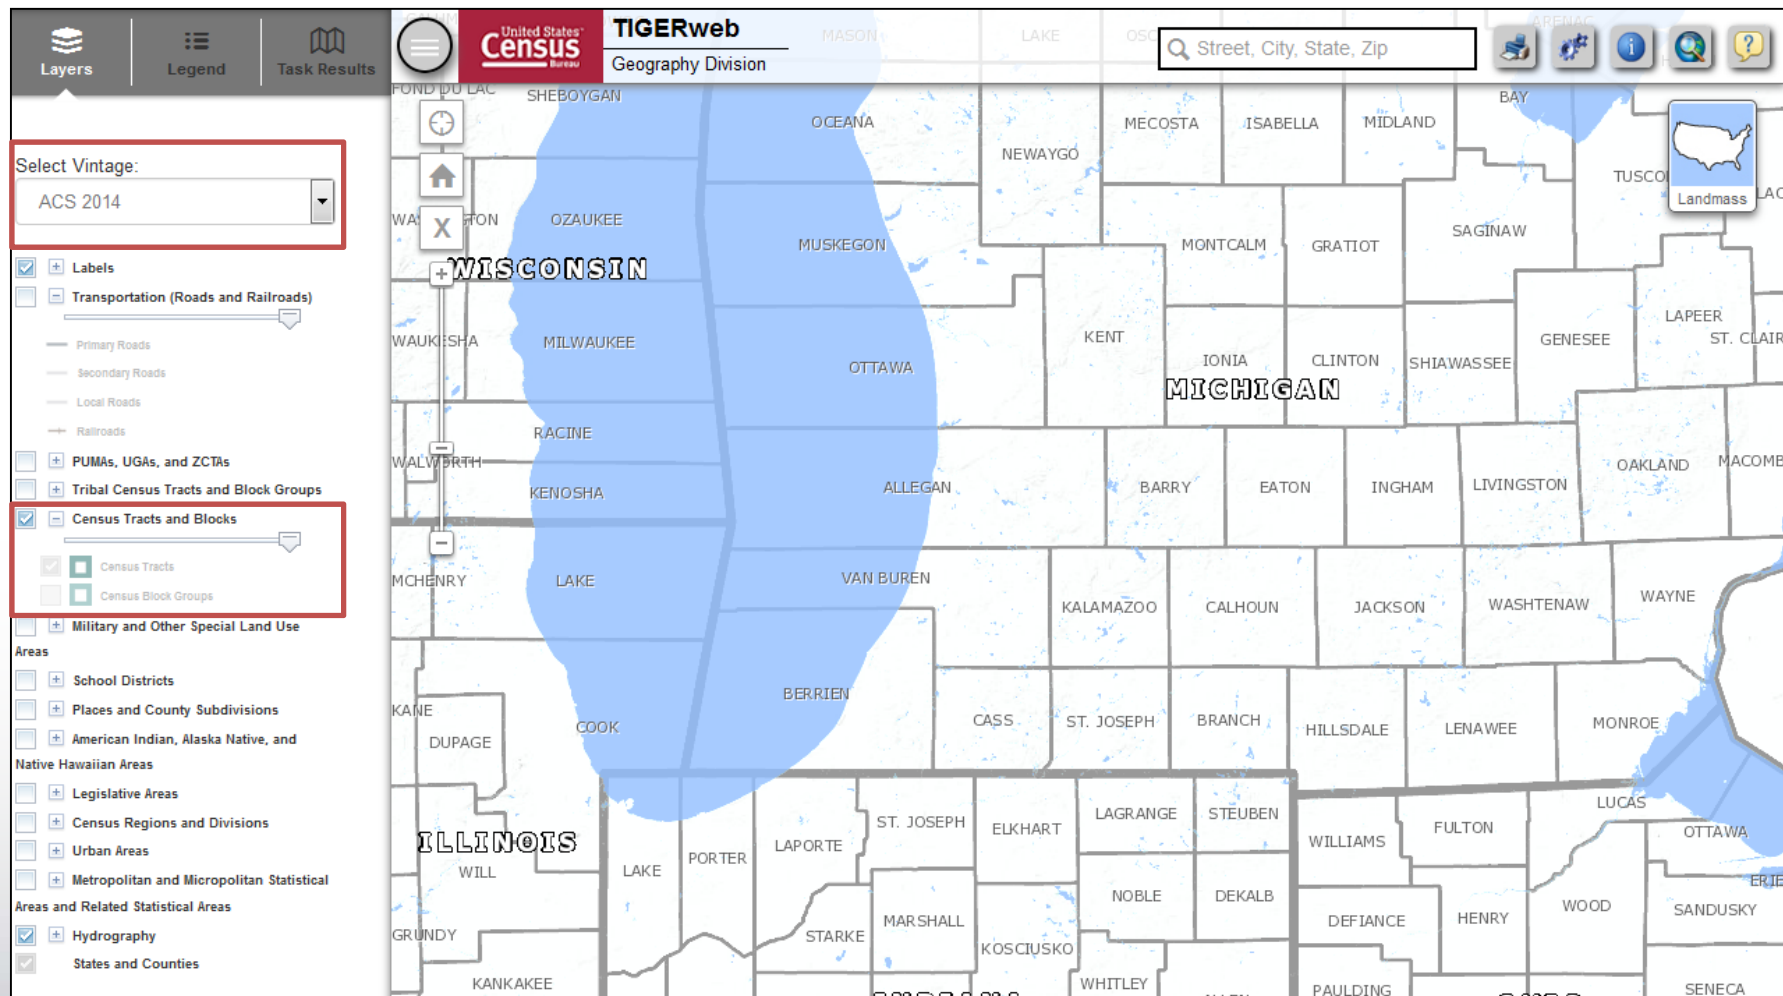 Layers
Legend
Task Results
United States
Census
Bureau
TIGERweb
Geography Division
Street, City, State, Zip
Select Vintage:
ACS 2014
Labels
Transportation (Roads and Railroads)
Primary Roads
Secondary Roads
Local Roads
Railroads
PUMAs, UGAs, and ZCTAs
Tribal Census Tracts and Block Groups
Census Tracts and Blocks
Census Tracts
Census Block Groups
Military and Other Special Land Use
Areas
School Districts
Places and County Subdivisions
American Indian, Alaska Native, and
Native Hawaiian Areas
Legislative Areas
Census Regions and Divisions
Urban Areas
Metropolitan and Micropolitan Statistical
Areas and Related Statistical Areas
Hydrography
States and Counties
X
Landmass
MASON
LAKE
ARENAC
FOND DU LAC
SHEBOYGAN
OCEANA
NEWAYGO
MECOSTA
ISABELLA
MIDLAND
BAY
OZAUKEE
MUSKEGON
MONTCALM
GRATIOT
SAGINAW
WISCONSIN
WAUKESHA
MILWAUKEE
OTTAWA
KENT
IONIA
CLINTON
SHIAWASSEE
GENESEE
LAPEER
ST. CLAIR
MICHIGAN
RACINE
WALWORTH
KENOSHA
ALLEGAN
BARRY
EATON
INGHAM
LIVINGSTON
OAKLAND
MACOMB
MCHENRY
LAKE
VAN BUREN
KALAMAZOO
CALHOUN
JACKSON
WASHTENAW
WAYNE
KANE
DUPAGE
COOK
BERRIEN
CASS
ST. JOSEPH
BRANCH
HILLSDALE
LENAWEE
MONROE
ILLINOIS
WILL
LAKE
PORTER
LAPORTE
ST. JOSEPH
ELKHART
LAGRANGE
STEUBEN
WILLIAMS
FULTON
LUCAS
OTTAWA
ERIE
GRUNDY
KANKAKEE
STARKE
MARSHALL
KOSCIUSKO
NOBLE
DEKALB
DEFIANCE
HENRY
WOOD
SANDUSKY
WHITLEY
PAULDING
SENECA